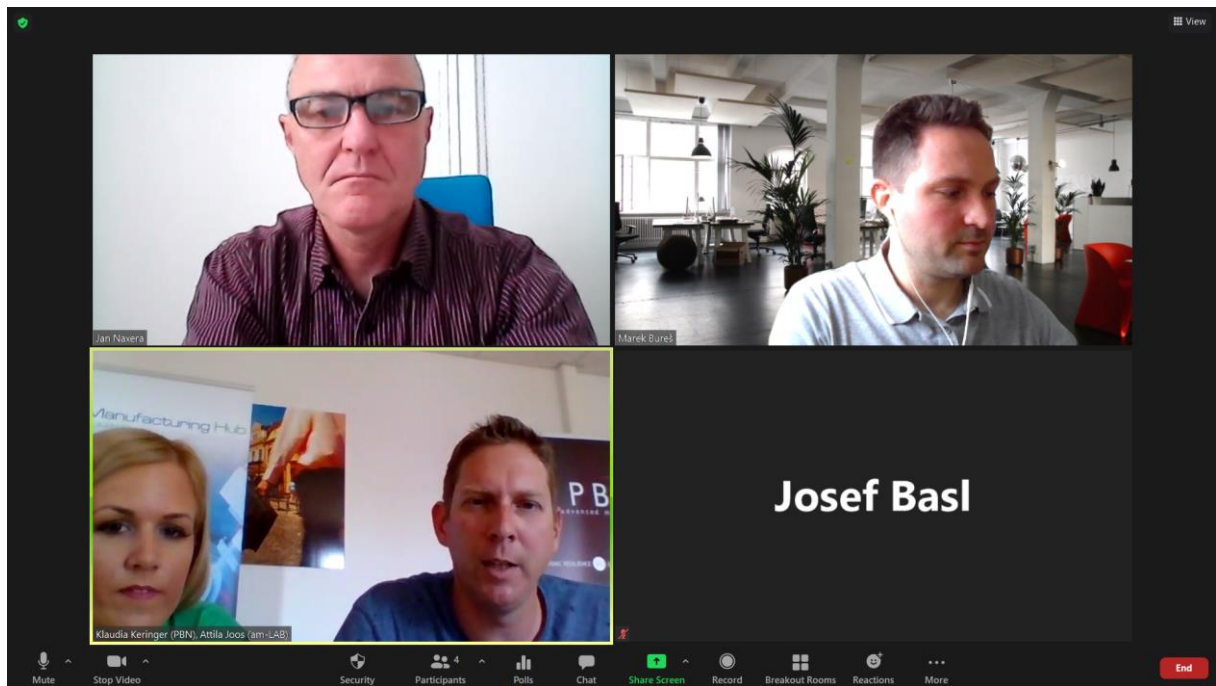 View
Jan Naxera
Marek Bureš
Manufacturing Hub
PB
Klaudia Keringer (PBN), Attila Joos (am-LAB)
Josef Basl
Mute
Stop Video
Security
Participants
4
Polls
Chat
Share Screen
Record
Breakout Rooms
Reactions
More
End